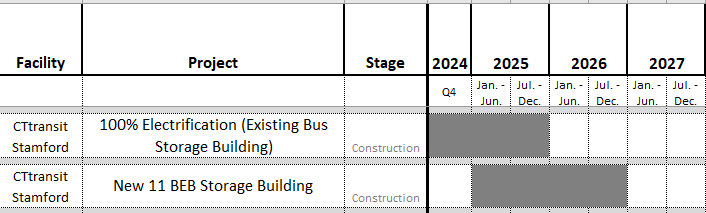 Facility Project Stage 2024 2025 2026 2027
Q4 Jan. - Jun. Jul. - Dec. Jan. - Jun. Jul. - Dec. Jan. - Jun. Jul. - Dec.
CTtransit Stamford
100% Electrification (Existing Bus
Storage Building)
Construction
CTtransit Stamford
New 11 BEB Storage Building
Construction